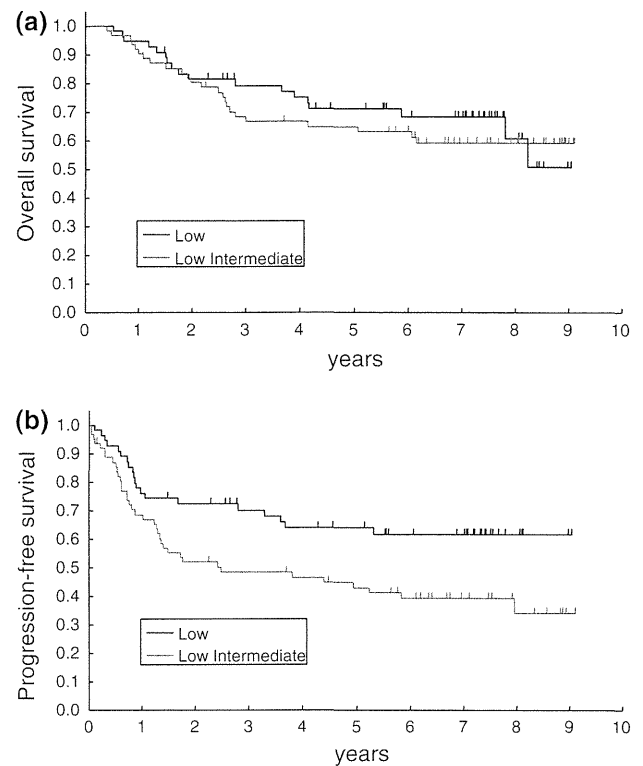 (a)
Overall survival
1.0
0.9
0.8
0.7
0.6
0.5
0.4
0.3
0.2
0.1
0.0
Low
Low Intermediate
0 1 2 3 4 5 6 7 8 9 10
years
(b)
Progression-free survival
1.0
0.9
0.8
0.7
0.6
0.5
0.4
0.3
0.2
0.1
0.0
Low
Low Intermediate
0 1 2 3 4 5 6 7 8 9 10
years